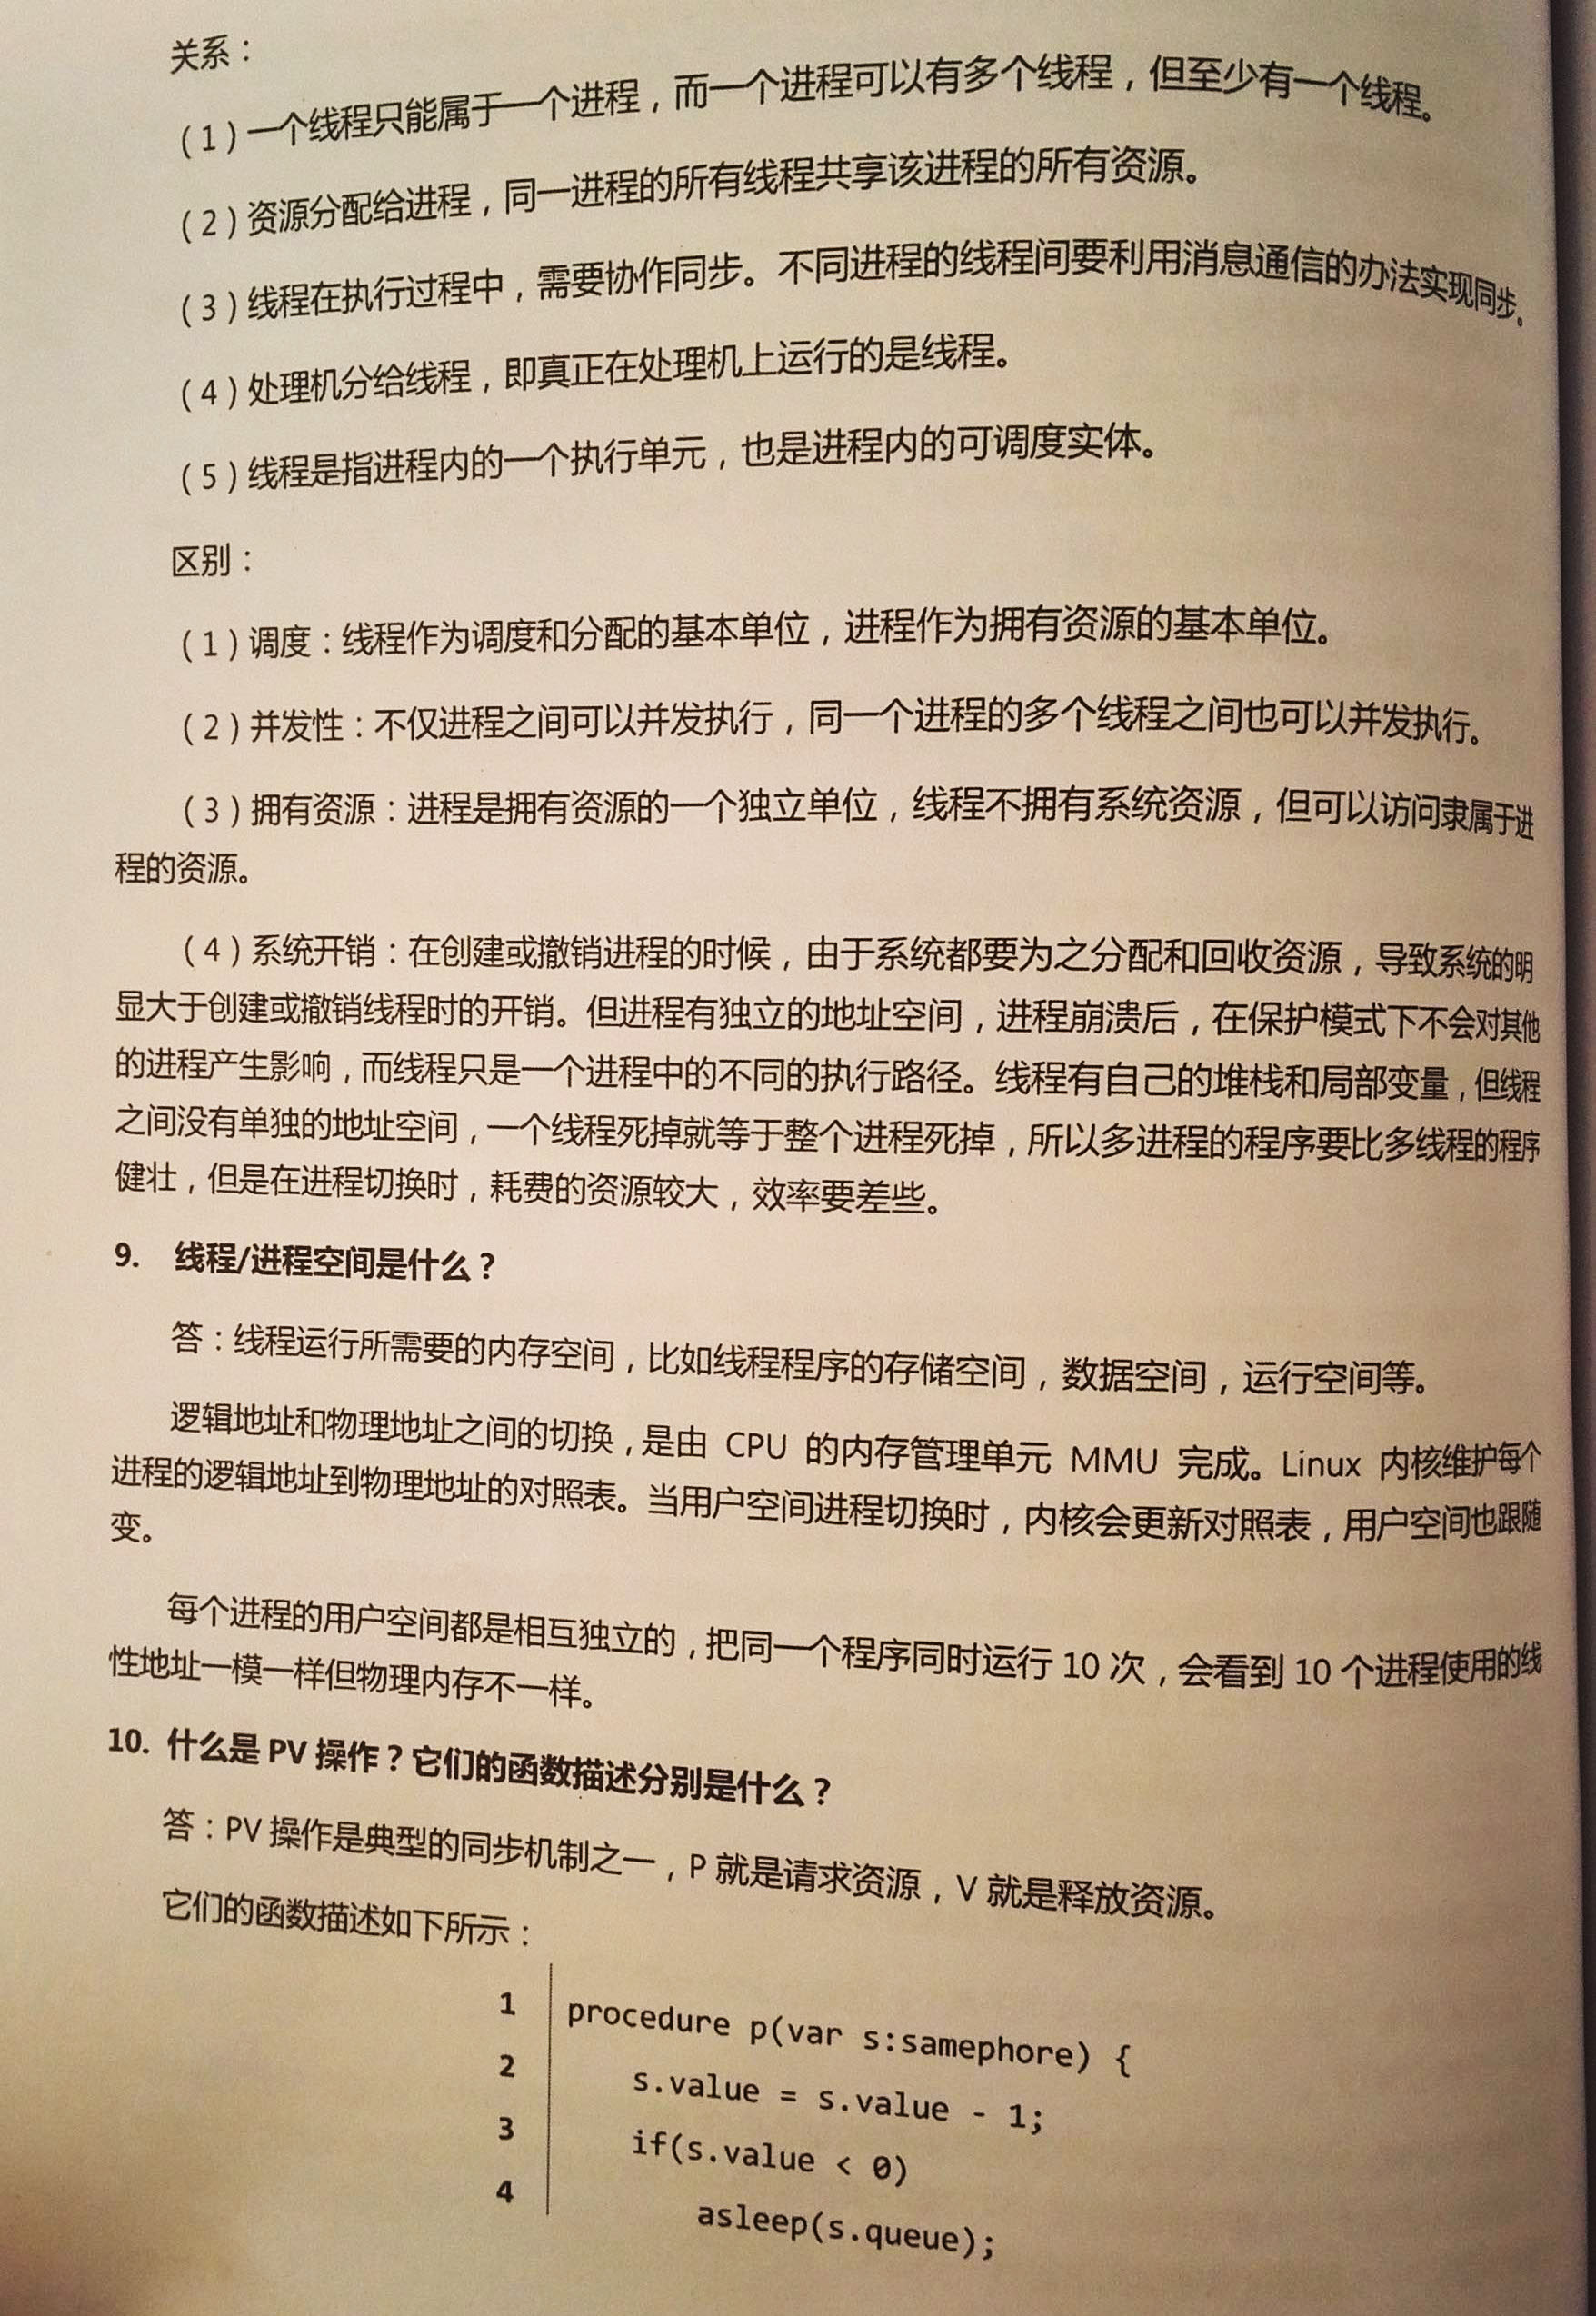 关系：
（1）一个线程只能属于一个进程，而一个进程可以有多个线程，但至少有一个线程。
（2）资源分配给进程，同一进程的所有线程共享该进程的所有资源。
（3）线程在执行过程中，需要协作同步。不同进程的线程间要利用消息通信的办法实现同步。
（4）处理机分给线程，即真正在处理机上运行的是线程。
（5）线程是指进程内的一个执行单元，也是进程内的可调度实体。
区别：
（1）调度：线程作为调度和分配的基本单位，进程作为拥有资源的基本单位。
（2）并发性：不仅进程之间可以并发执行，同一个进程的多个线程之间也可以并发执行。
（3）拥有资源：进程是拥有资源的一个独立单位，线程不拥有系统资源，但可以访问隶属于进
程的资源。
（4）系统开销：在创建或撤销进程的时候，由于系统都要为之分配和回收资源，导致系统的明
显大于创建或撤销线程时的开销。但进程有独立的地址空间，进程崩溃后，在保护模式下不会对其他
的进程产生影响，而线程只是一个进程中的不同的执行路径。线程有自己的堆栈和局部变量，但线程
之间没有单独的地址空间，一个线程死掉就等于整个进程死掉，所以多进程的程序要比多线程的程序
健壮，但是在进程切换时，耗费的资源较大，效率要差些。
9. 线程/进程空间是什么？
答：线程运行所需要的内存空间，比如线程程序的存储空间，数据空间，运行空间等。
逻辑地址和物理地址之间的切换，是由 CPU 的内存管理单元 MMU 完成。Linux 内核维护每个
进程的逻辑地址到物理地址的对照表。当用户空间进程切换时，内核会更新对照表，用户空间也跟随
变。
每个进程的用户空间都是相互独立的，把同一个程序同时运行 10 次，会看到 10 个进程使用的线
性地址一模一样但物理内存不一样。
10. 什么是 PV 操作？它们的函数描述分别是什么？
答：PV 操作是典型的同步机制之一，P 就是请求资源，V 就是释放资源。
它们的函数描述如下所示：
1 procedure p(var s:samephore) {
2 s.value = s.value - 1;
3 if(s.value < 0)
4 asleep(s.queue);